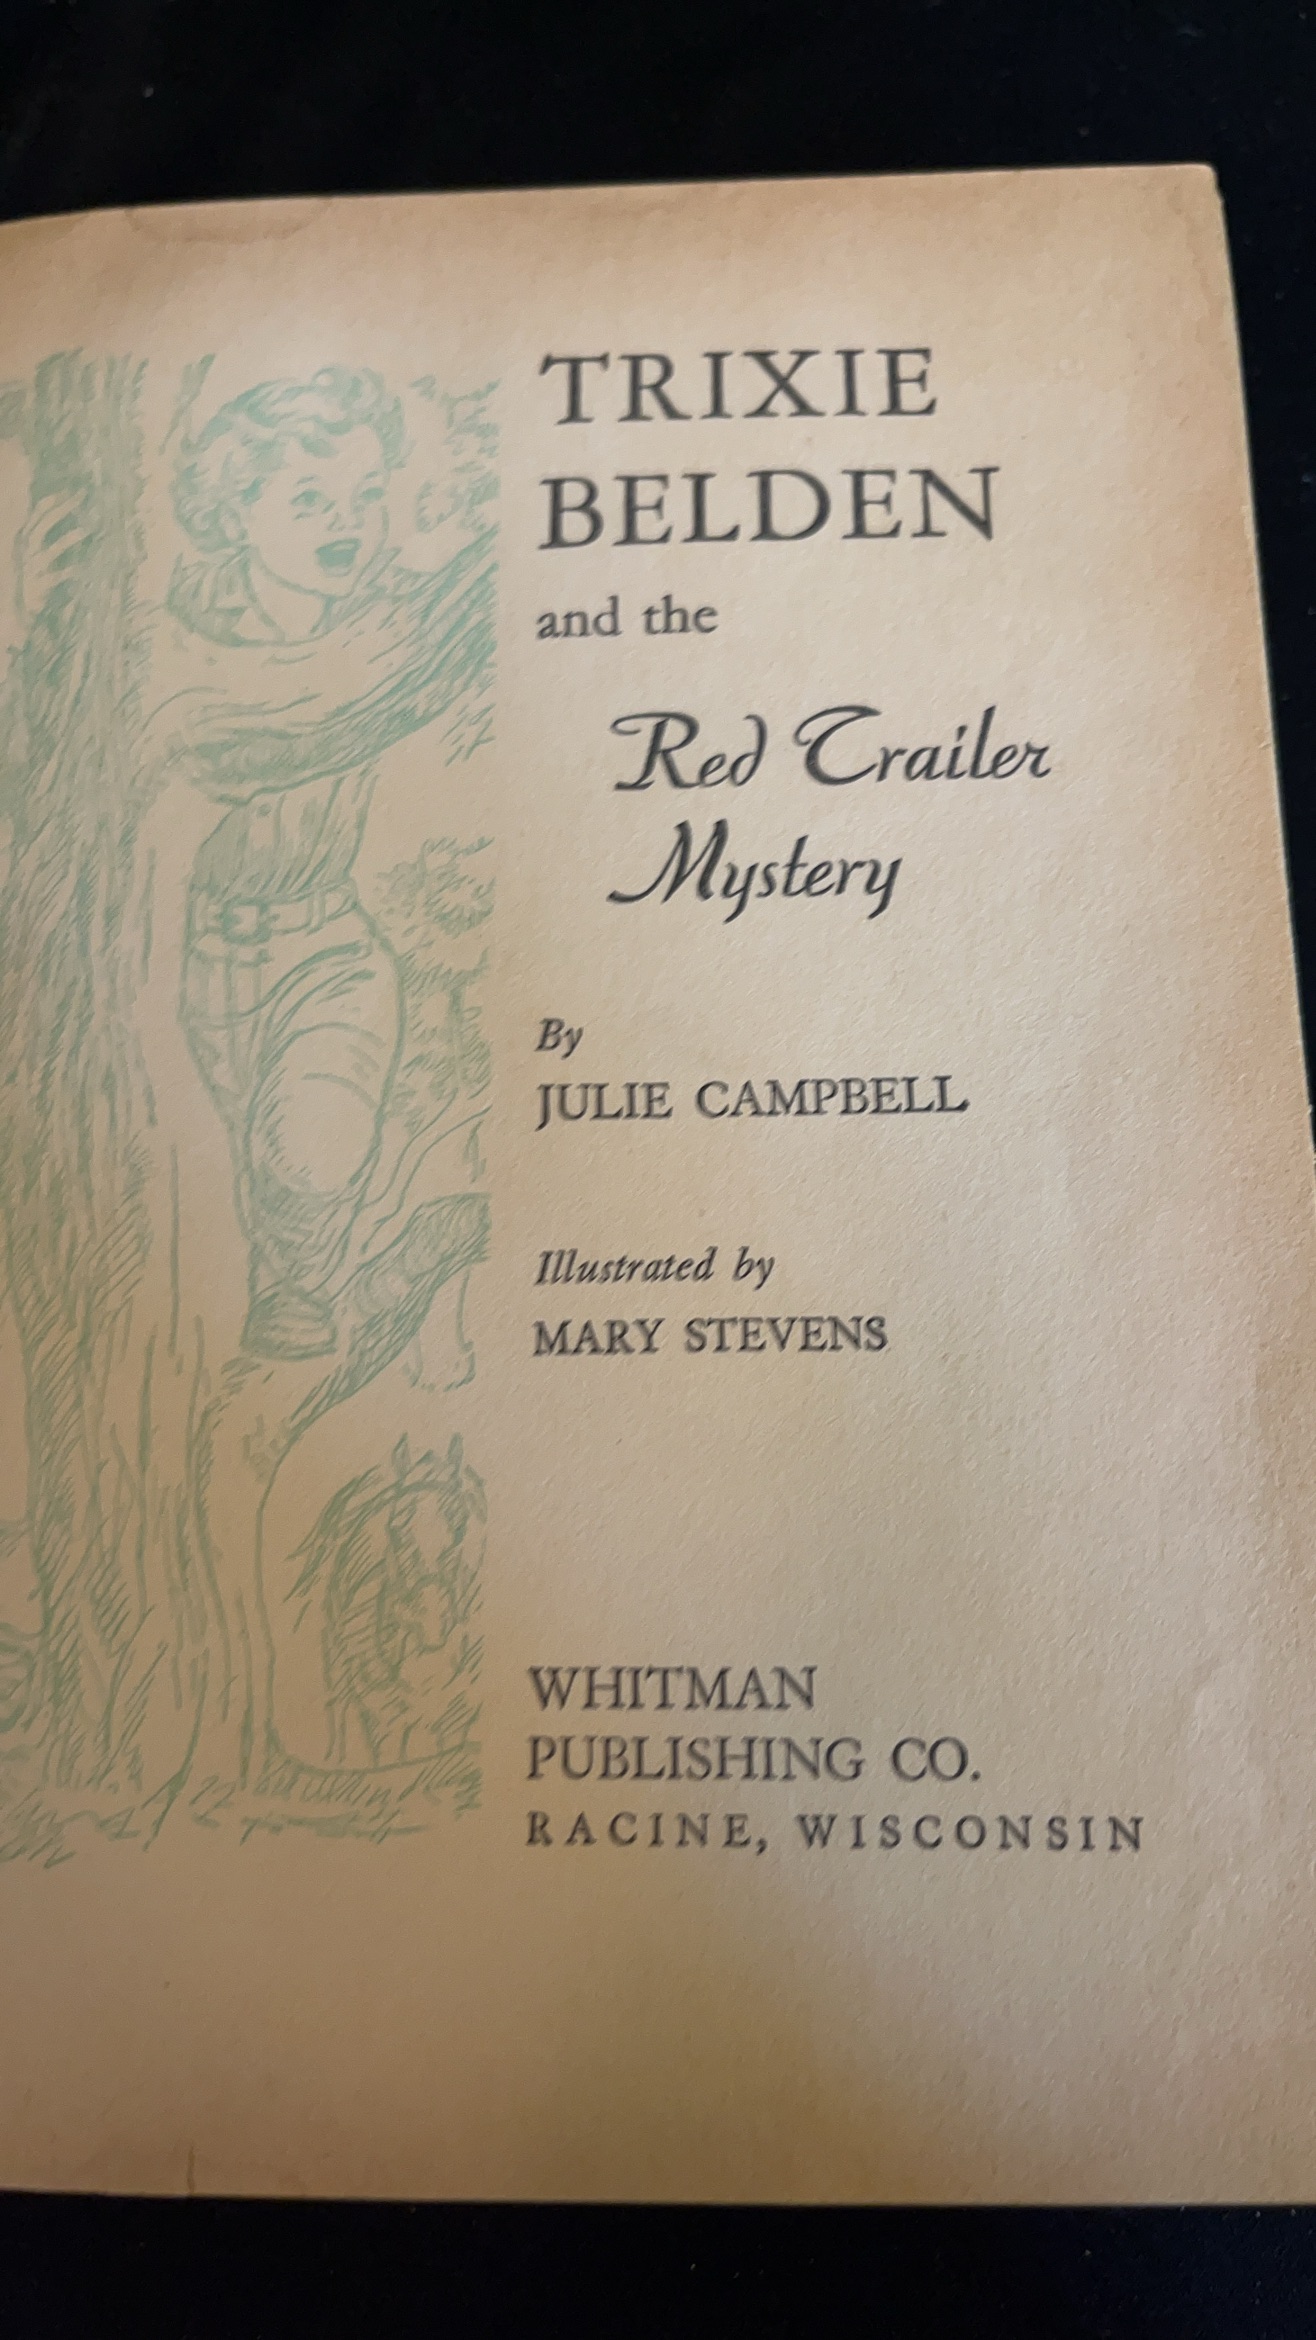 TRIXIE
BELDEN
and the
Red Trailer
Mystery
By
JULIE CAMPBELL
Illustrated by
MARY STEVENS
WHITMAN
PUBLISHING CO.
RACINE, WISCONSIN